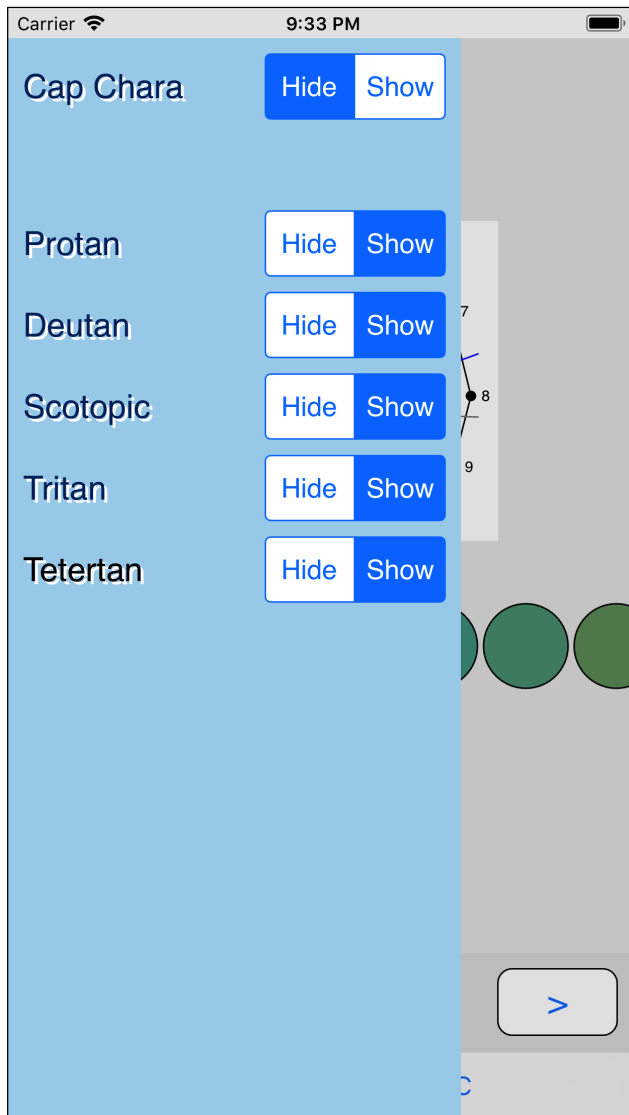 Carrier 9:33 PM
Cap Chara Hide Show
Protan Hide Show
7
Deutan Hide Show
8
Scotopic Hide Show
9
Tritan Hide Show
Tetertan Hide Show
>
C